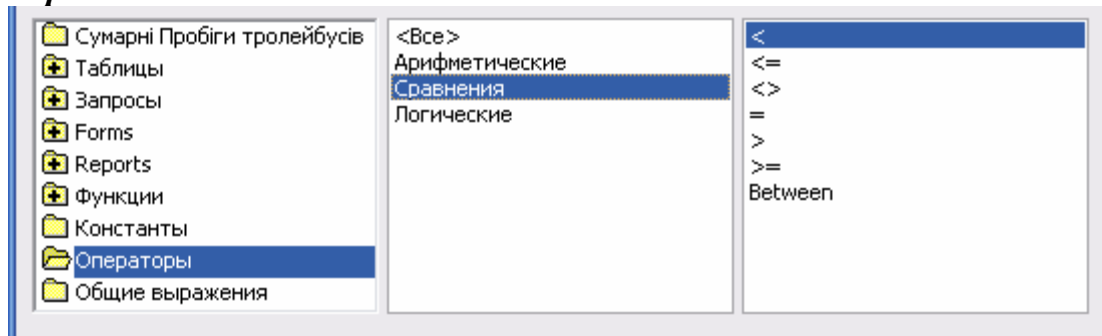 Сумарні Пробіги тролейбусів
Таблицы
Запросы
Forms
Reports
Функции
Константы
Операторы
Общие выражения
<Все>
Арифметические
Сравнения
Логические
<
<=
<>
=
>
>=
Between